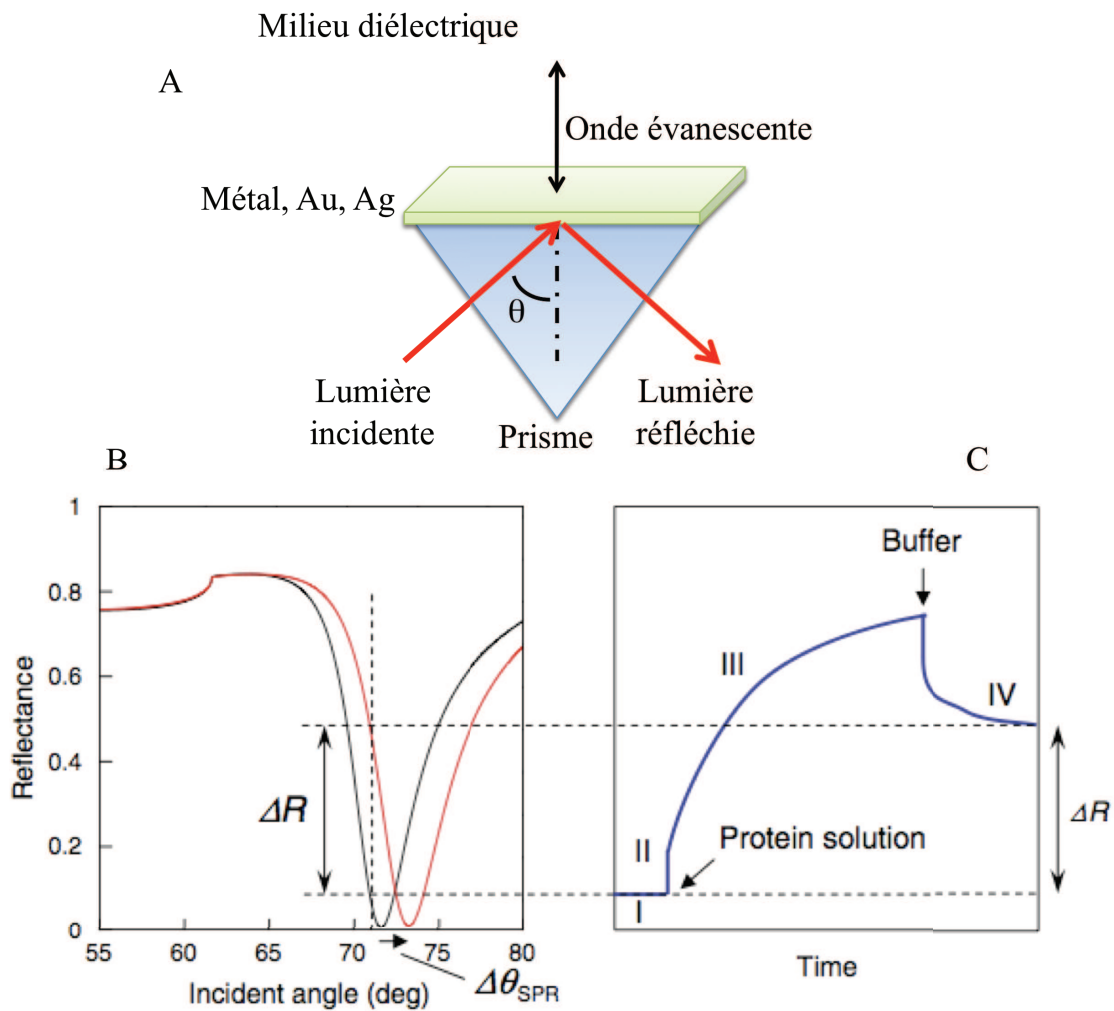 Milieu diélectrique
A
Onde évanescente
Métal, Au, Ag
θ
Lumière
incidente
Prisme
Lumière
réfléchie
B
C
1
0.8
0.6
0.4
0.2
0
Reflectance
ΔR
55
60
65
70
75
80
Incident angle (deg)
ΔθSPR
Buffer
III
IV
II
Protein solution
I
ΔR
Time